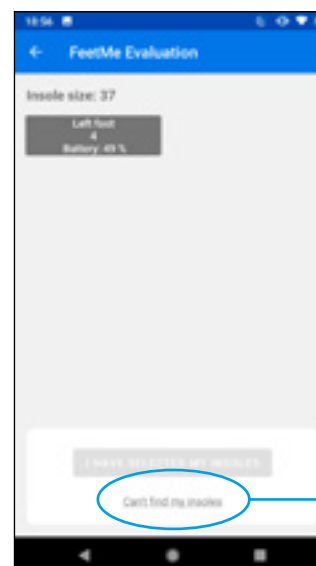 18:56
FeetMe Evaluation
Insole size: 37
Left foot
4
Battery: 49 %
I HAVE SELECTED MY INSOLES
Can't find my insoles